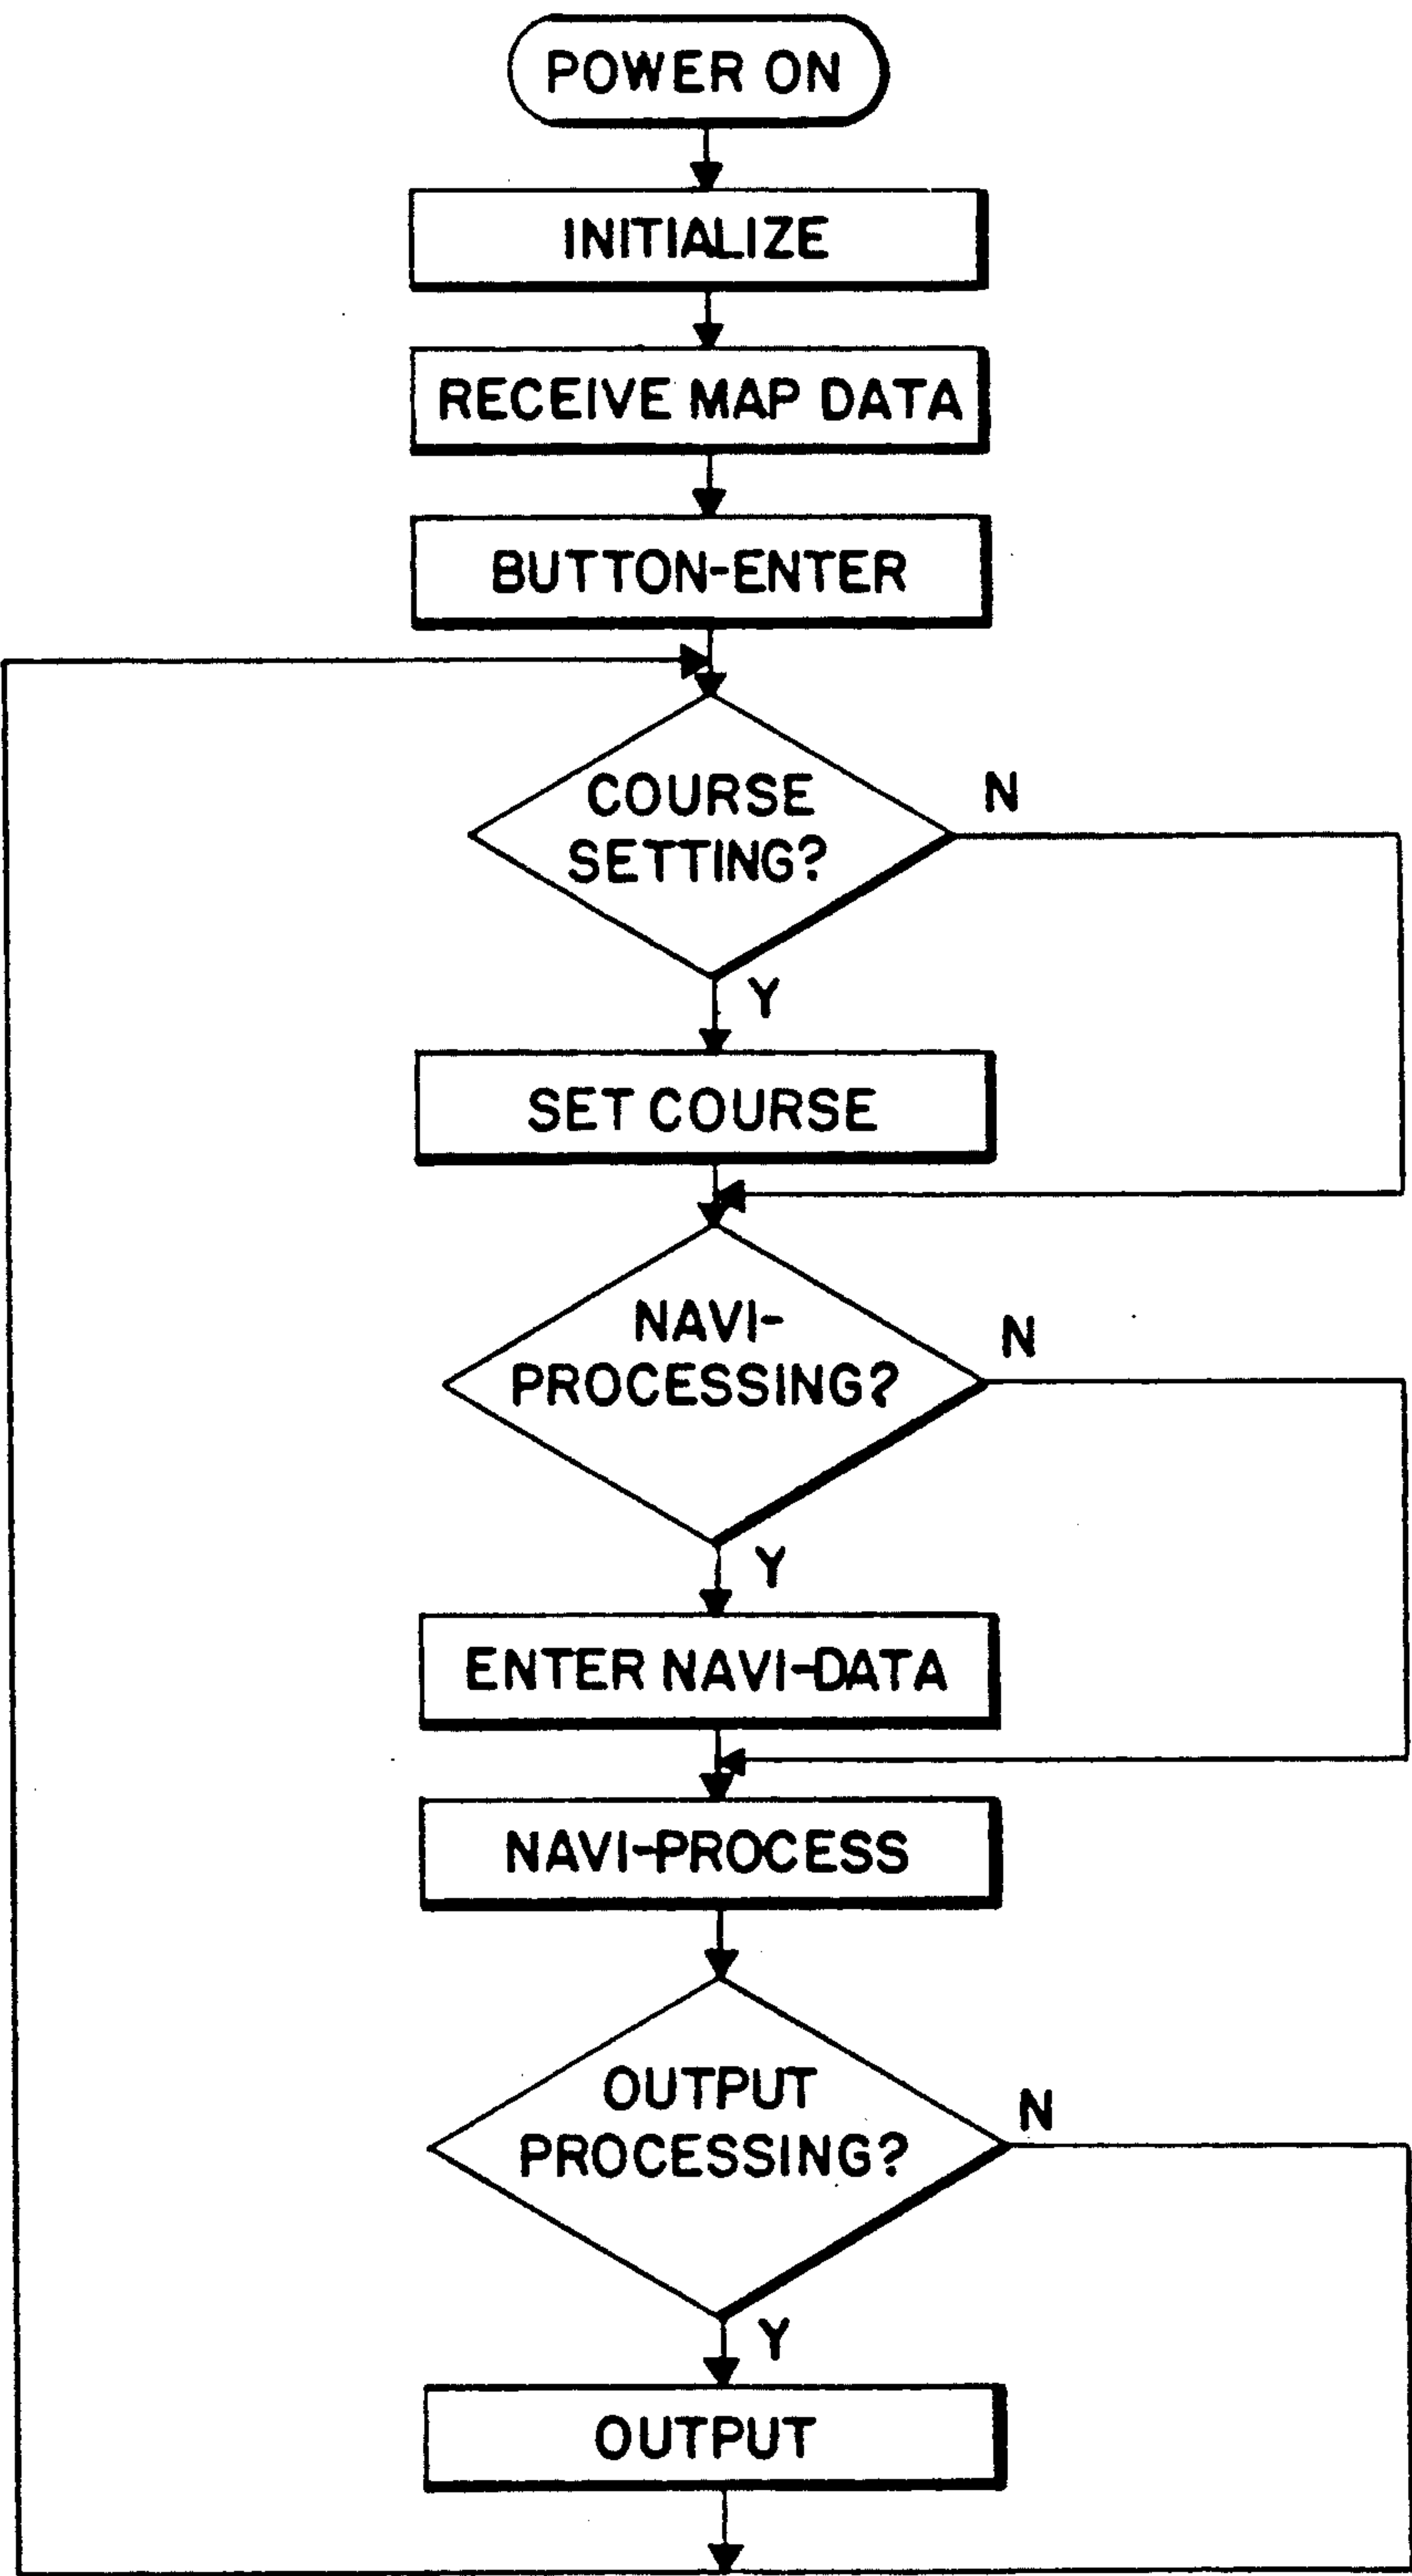 POWER ON
INITIALIZE
RECEIVE MAP DATA
BUTTON-ENTER
COURSE
SETTING?
N
Y
SET COURSE
NAVI-
PROCESSING?
N
Y
ENTER NAVI-DATA
NAVI-PROCESS
OUTPUT
PROCESSING?
N
Y
OUTPUT